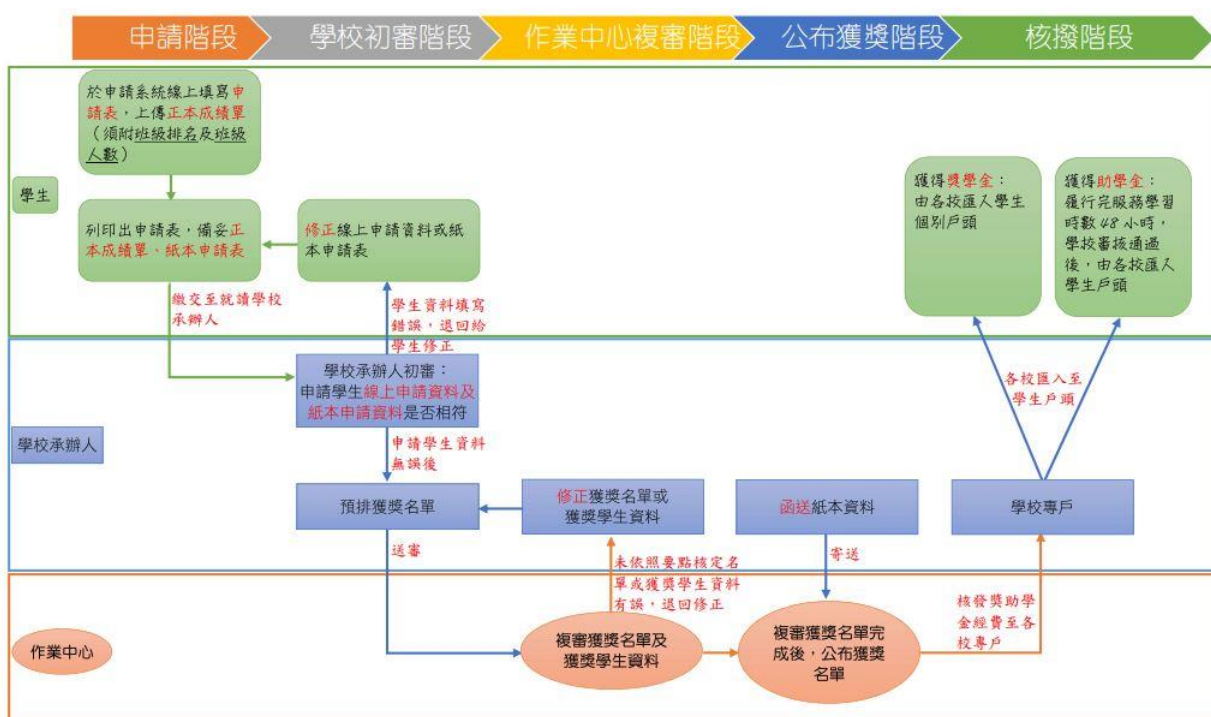 申請階段
學校初審階段
作業中心複審階段
公布獲獎階段
核撥階段
學生
於申請系統線上填寫申
請表，上傳正本成績單
（須附班級排名及班級
人數）
列印出申請表，備妥正
本成績單、紙本申請表
修正線上申請資料或紙
本申請表
獲得獎學金：
由各校匯入學生
個別戶頭
獲得助學金：
履行完服務學習
時數48小時，
學校審核通過
後，由各校匯入
學生戶頭
繳交至就讀學校
承辦人
學生資料填寫
錯誤，退回給
學生修正
學校承辦人
學校承辦人初審：
申請學生線上申請資料及
紙本申請資料是否相符
各校匯入至
學生戶頭
申請學生資料
無誤後
預排獲獎名單
修正獲獎名單或
獲獎學生資料
函送紙本資料
學校專戶
送審
未依照要點核定名
單或獲獎學生資料
有誤，退回修正
寄送
核發獎助學
金經費至各
校專戶
作業中心
複審獲獎名單及
獲獎學生資料
複審獲獎名單完
成後，公布獲獎
名單